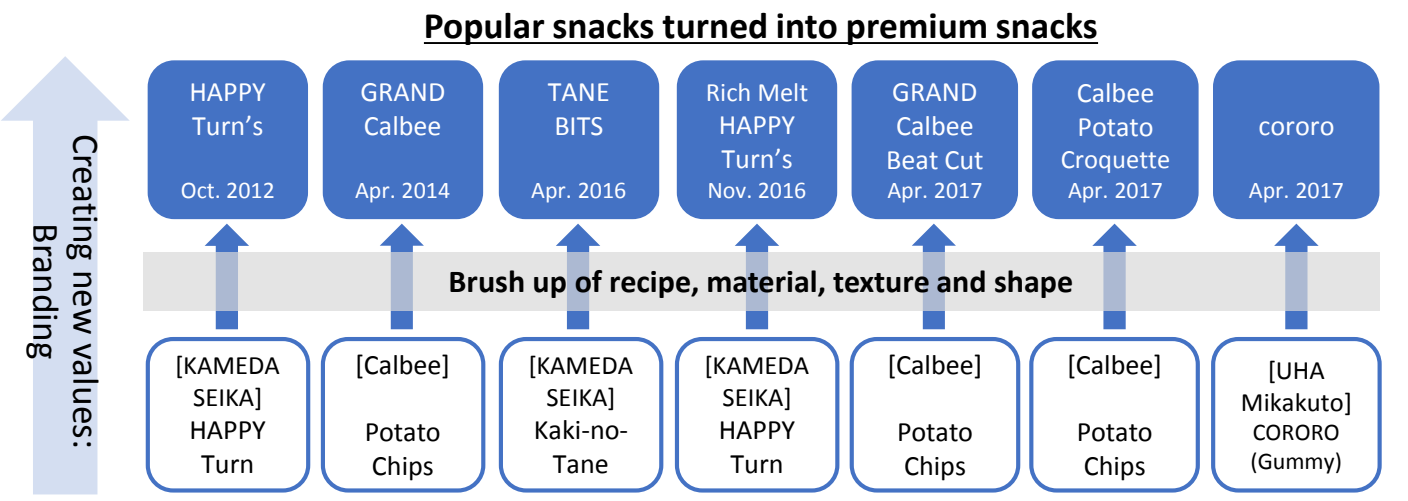 Popular snacks turned into premium snacks
Creating new values:
Branding
HAPPY
Turn’s
Oct. 2012
GRAND
Calbee
Apr. 2014
TANE
BITS
Apr. 2016
Rich Melt
HAPPY
Turn’s
Nov. 2016
GRAND
Calbee
Beat Cut
Apr. 2017
Calbee
Potato
Croquette
Apr. 2017
cororo
Apr. 2017
Brush up of recipe, material, texture and shape
[KAMEDA
SEIKA]
HAPPY
Turn
[Calbee]
Potato
Chips
[KAMEDA
SEIKA]
Kaki-no-
Tane
[KAMEDA
SEIKA]
HAPPY
Turn
[Calbee]
Potato
Chips
[Calbee]
Potato
Chips
[UHA
Mikakuto]
CORORO
(Gummy)